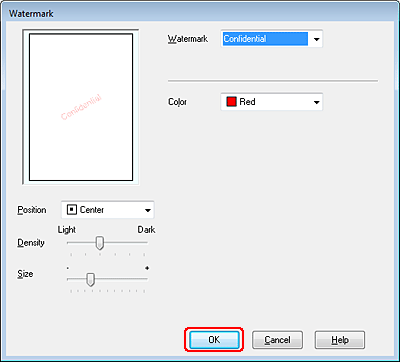 Watermark
Watermark Confidential
Confidential
Color Red
Position Center
Light Dark
Density
- +
Size
OK Cancel Help